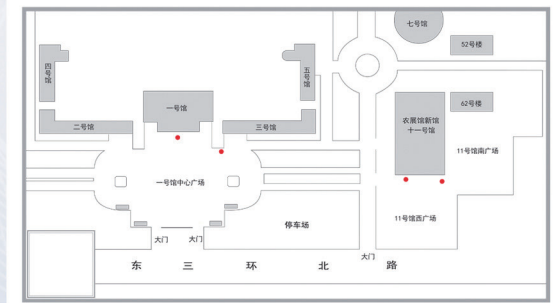 七号馆
52号楼
四号馆
五号馆
一号馆
62号楼
农展馆新馆
十一号馆
二号馆
三号馆
11号馆南广场
一号馆中心广场
停车场
11号馆西广场
大门
大门
大门
东三环北路